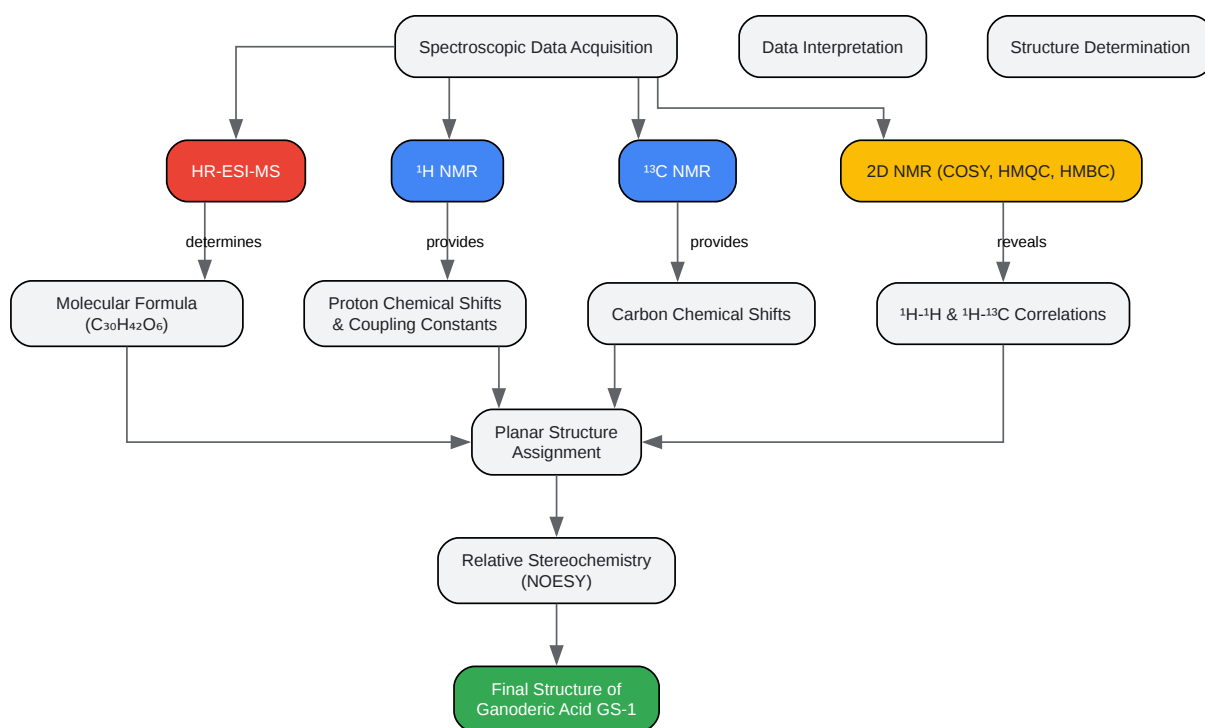 Spectroscopic Data Acquisition
Data Interpretation
Structure Determination
HR-ESI-MS
¹H NMR
¹³C NMR
2D NMR (COSY, HMQC, HMBC)
determines
provides
provides
reveals
Molecular Formula
(C₃₀H₄₂O₆)
Proton Chemical Shifts
& Coupling Constants
Carbon Chemical Shifts
¹H-¹H & ¹H-¹³C Correlations
Planar Structure
Assignment
Relative Stereochemistry
(NOESY)
Final Structure of
Ganoderic Acid GS-1